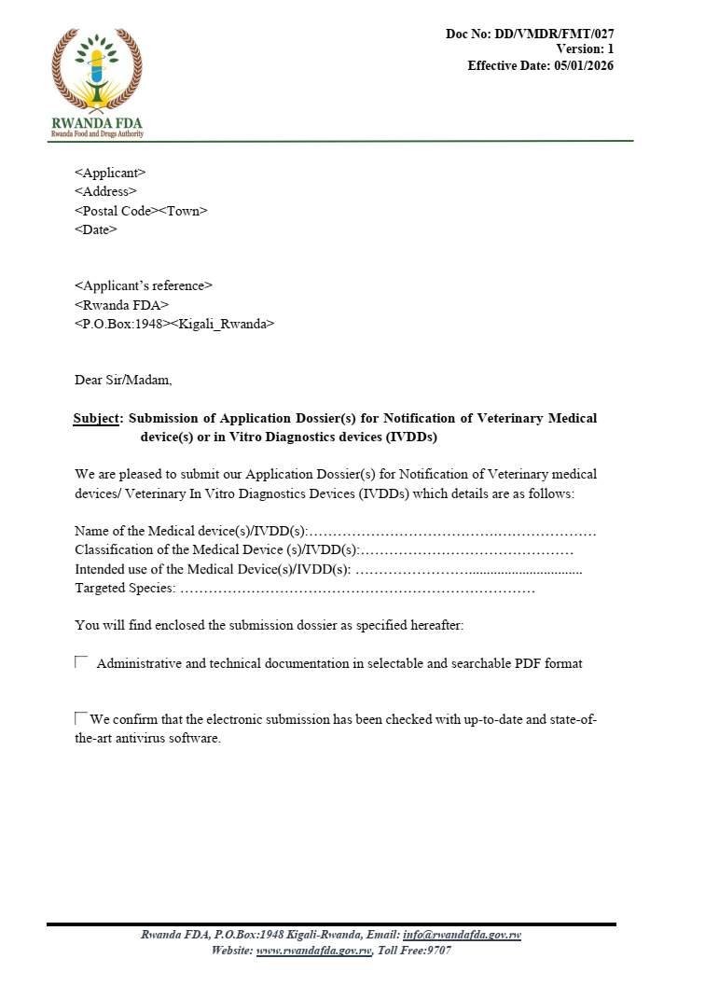 Doc No: DD/VMDR/FMT/027
Version: 1
Effective Date: 05/01/2026
RWANDA FDA
Rwanda Food and Drugs Authority
<Applicant>
<Address>
<Postal Code><Town>
<Date>
<Applicant’s reference>
<Rwanda FDA>
<P.O.Box:1948><Kigali_Rwanda>
Dear Sir/Madam,
Subject: Submission of Application Dossier(s) for Notification of Veterinary Medical
device(s) or in Vitro Diagnostics devices (IVDDs)
We are pleased to submit our Application Dossier(s) for Notification of Veterinary medical
devices/ Veterinary In Vitro Diagnostics Devices (IVDDs) which details are as follows:
Name of the Medical device(s)/IVDD(s):……………………………………………………
Classification of the Medical Device (s)/IVDD(s):………………………………………
Intended use of the Medical Device(s)/IVDD(s): ……………………...............................
Targeted Species: …………………………………………………………………
You will find enclosed the submission dossier as specified hereafter:
Administrative and technical documentation in selectable and searchable PDF format
We confirm that the electronic submission has been checked with up-to-date and state-of-
the-art antivirus software.
Rwanda FDA, P.O.Box:1948 Kigali-Rwanda, Email: info@rwandafda.gov.rw
Website: www.rwandafda.gov.rw, Toll Free:9707